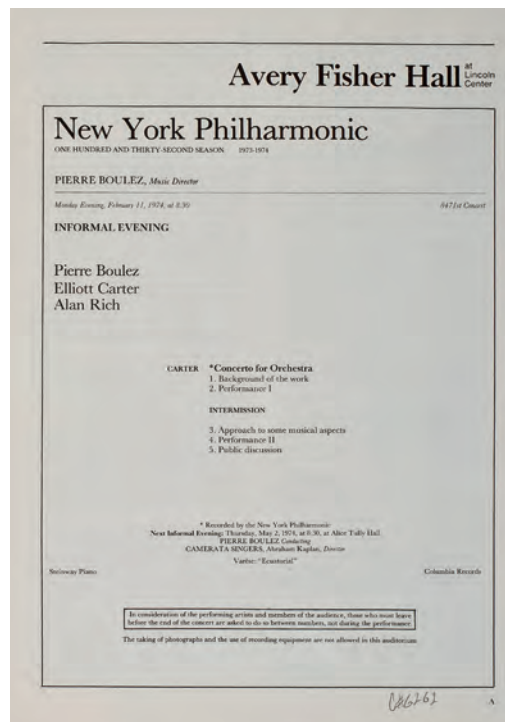 Avery Fisher Hall at Lincoln Center
New York Philharmonic
ONE HUNDRED AND THIRTY-SECOND SEASON 1973-1974
PIERRE BOULEZ, Music Director
Monday Evening, February 11, 1974, at 8:30 8471st Concert
INFORMAL EVENING
Pierre Boulez
Elliott Carter
Alan Rich
CARTER *Concerto for Orchestra
1. Background of the work
2. Performance I
INTERMISSION
3. Approach to some musical aspects
4. Performance II
5. Public discussion
* Recorded by the New York Philharmonic
Next Informal Evening: Thursday, May 2, 1974, at 8:30, at Alice Tully Hall
PIERRE BOULEZ Conducting
CAMERATA SINGERS, Abraham Kaplan, Director
Varèse: "Ecuatorial"
Steinway Piano Columbia Records
In consideration of the performing artists and members of the audience, those who must leave
before the end of the concert are asked to do so between numbers, not during the performance.
The taking of photographs and the use of recording equipment are not allowed in this auditorium.
A